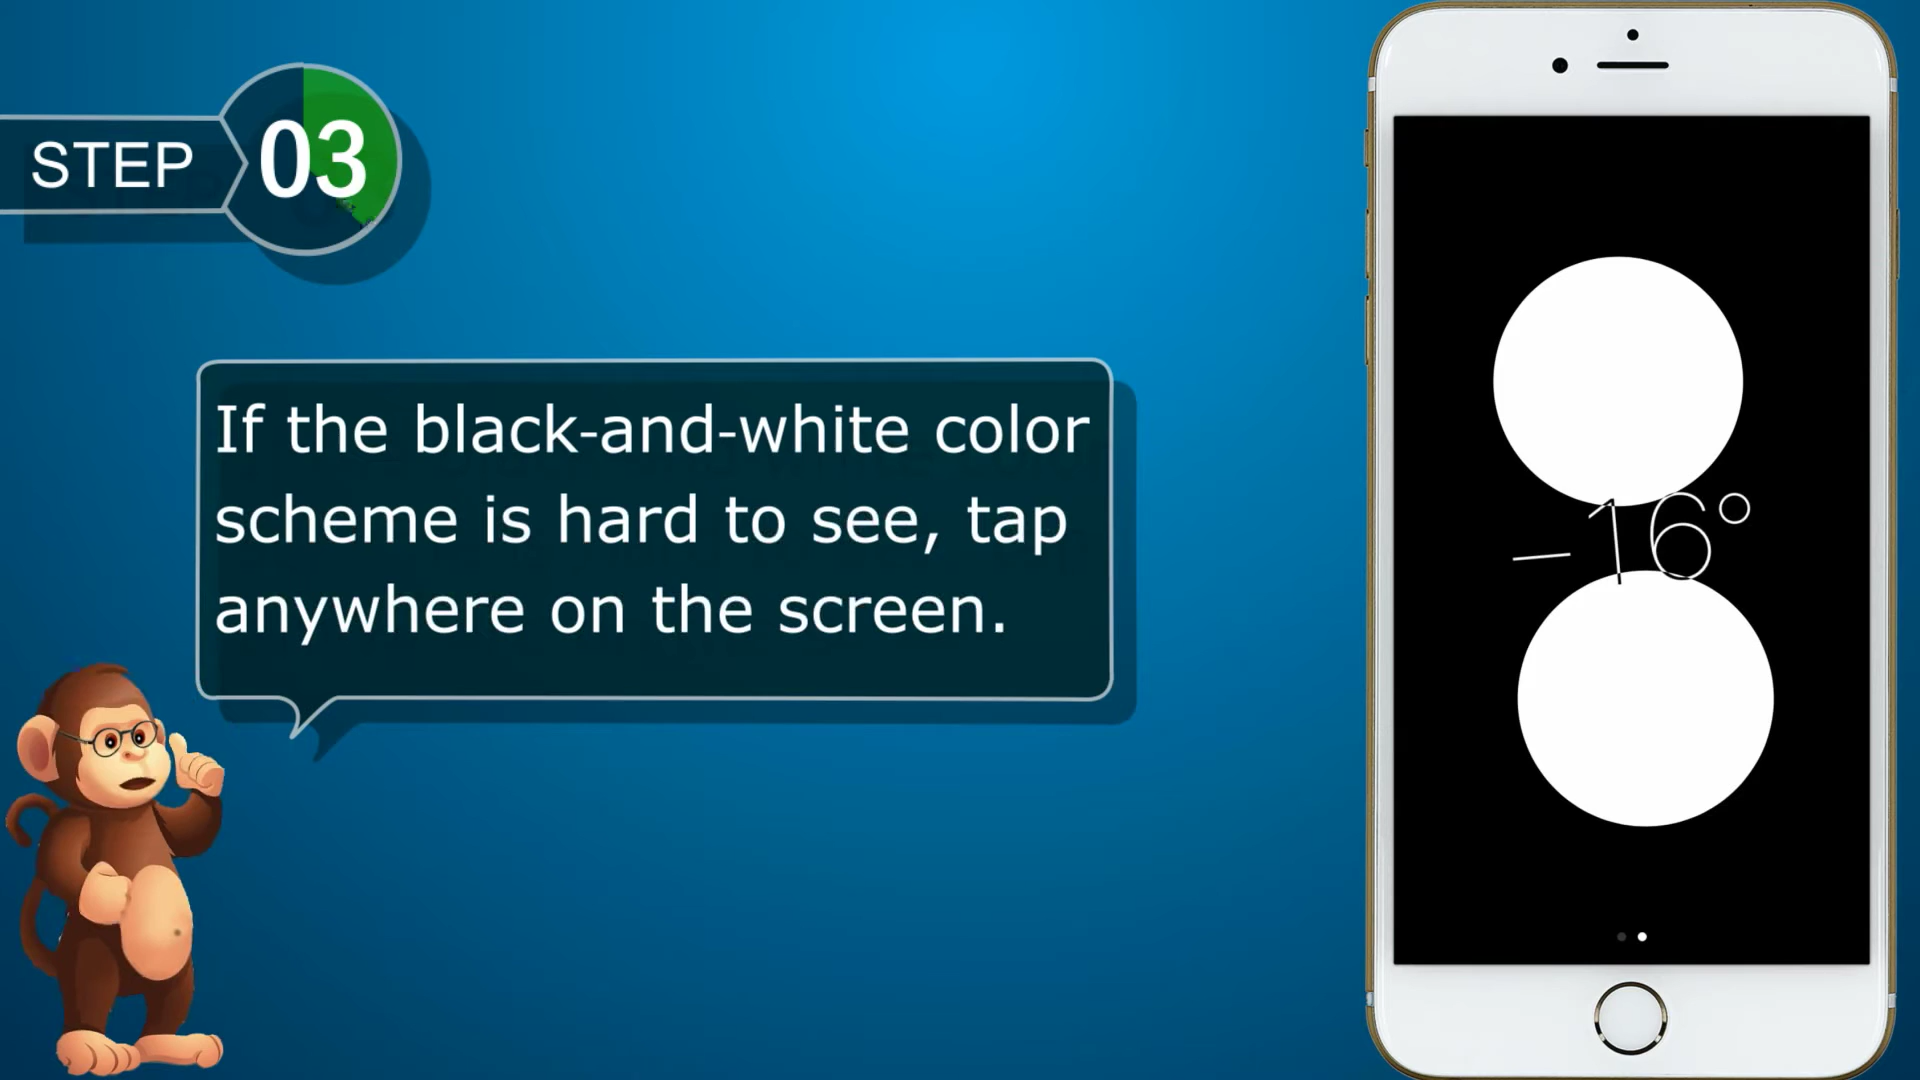 STEP 03
If the black-and-white color
scheme is hard to see, tap
anywhere on the screen.
–16°